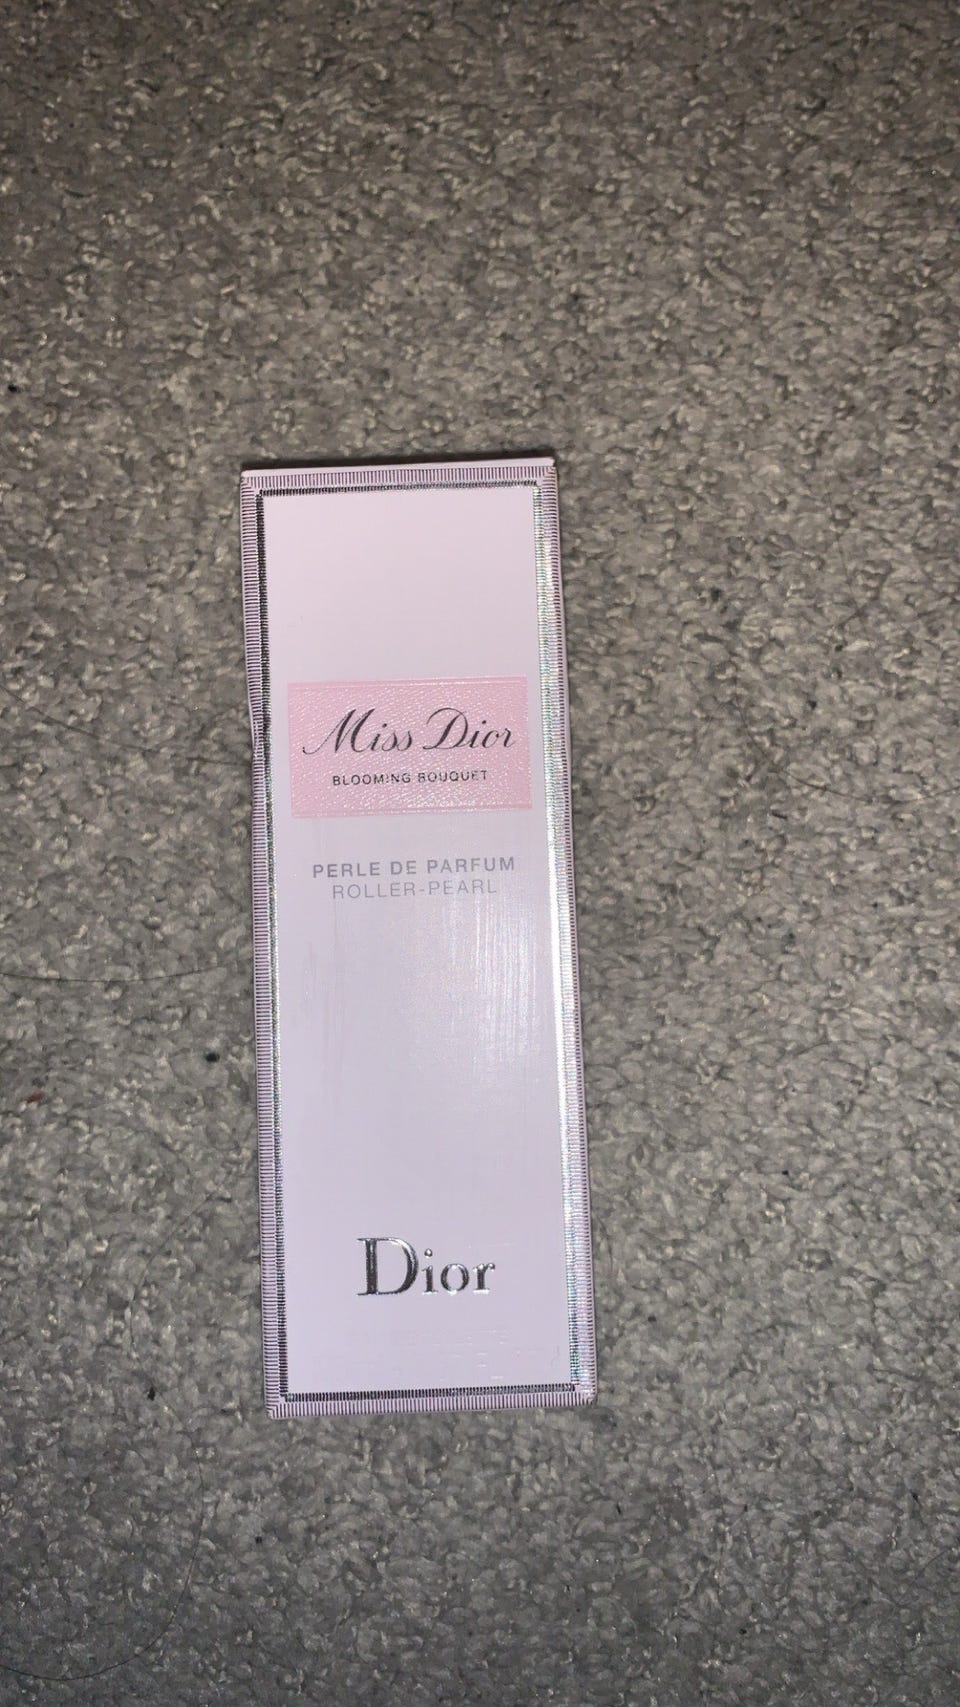 Miss Dior
BLOOMING BOUQUET
PERLE DE PARFUM
ROLLER-PEARL
Dior